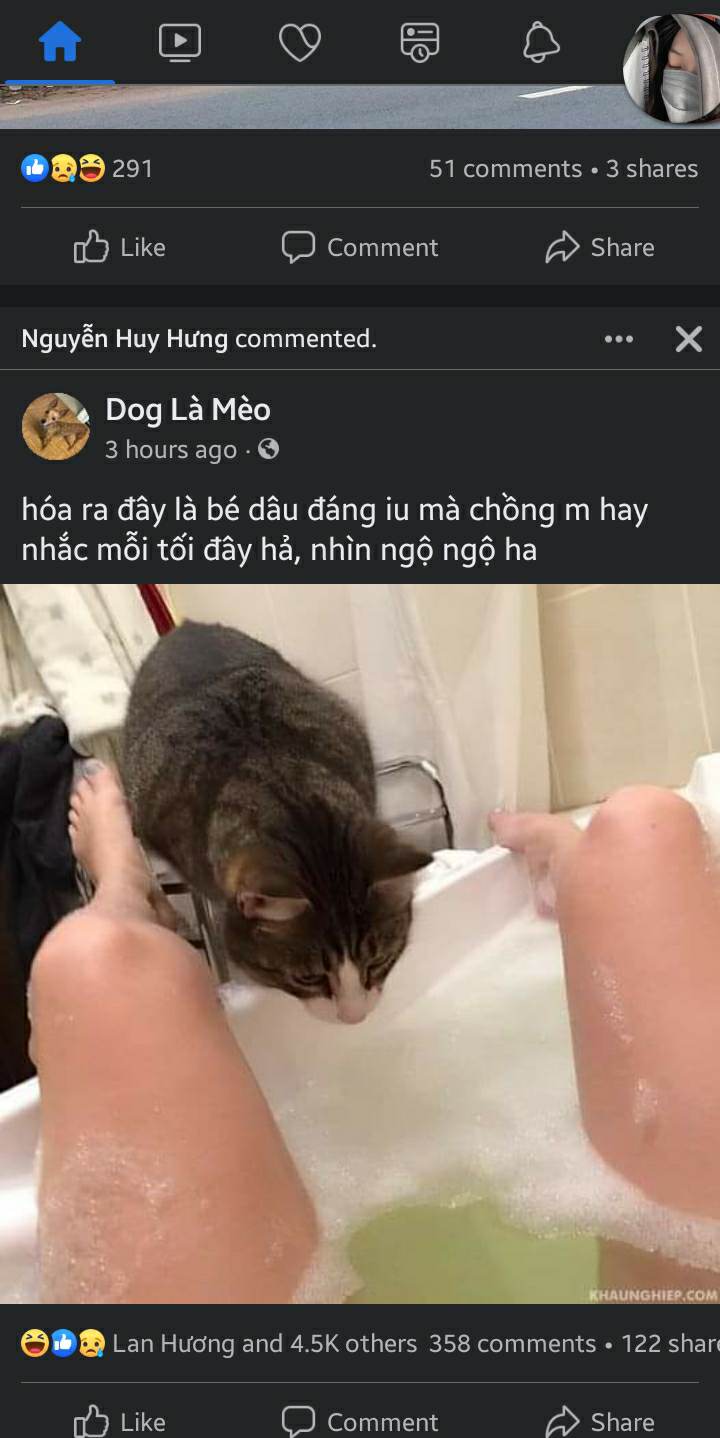 291
51 comments • 3 shares
Like
Comment
Share
Nguyễn Huy Hưng commented.
Dog Là Mèo
3 hours ago ·
hóa ra đây là bé dâu đáng iu mà chồng m hay
nhắc mỗi tối đây hả, nhìn ngộ ngộ ha
KHAUNGHIEP.COM
Lan Hương and 4.5K others
358 comments • 122 share
Like
Comment
Share